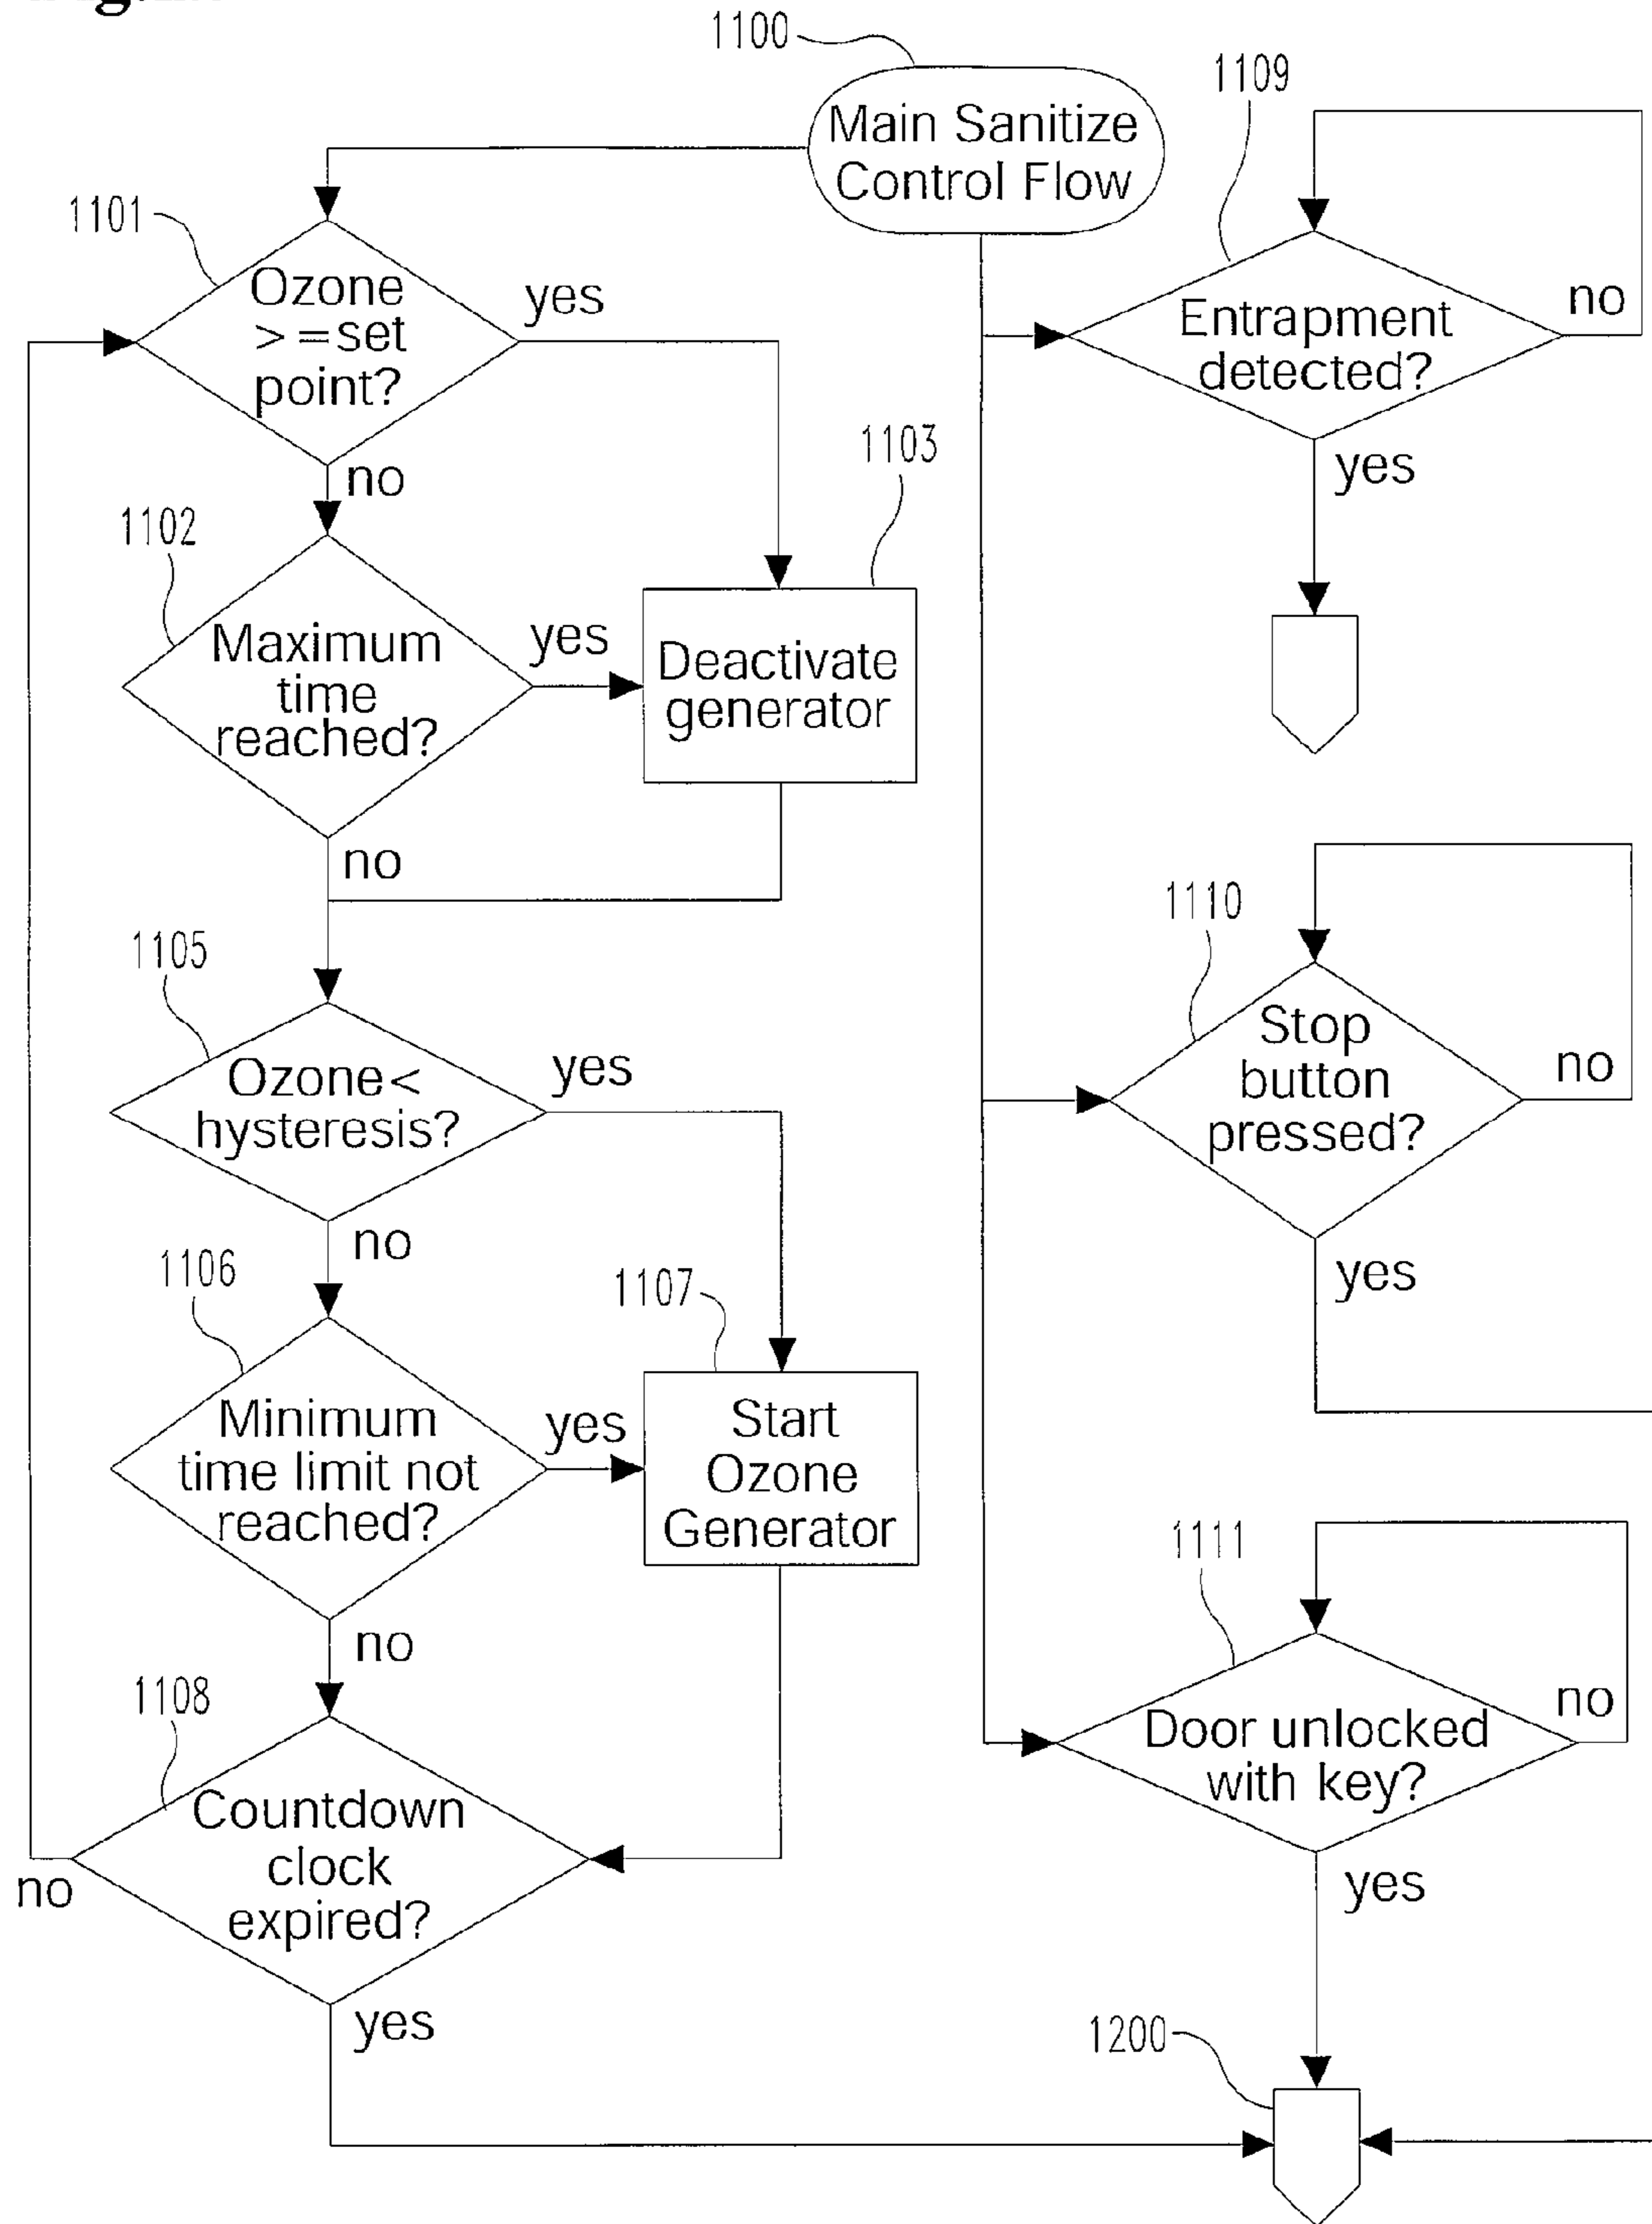 1100
Main Sanitize
Control Flow
1109
1101
Ozone
>=set
point?
yes
no
Entrapment
detected?
no
yes
1103
1102
Maximum
time
reached?
yes
Deactivate
generator
no
1110
1105
Ozone<
hysteresis?
yes
Stop
button
pressed?
no
no
yes
1106
1107
Minimum
time limit not
reached?
yes
Start
Ozone
Generator
1111
no
Door unlocked
with key?
no
1108
Countdown
clock
expired?
no
yes
yes
1200